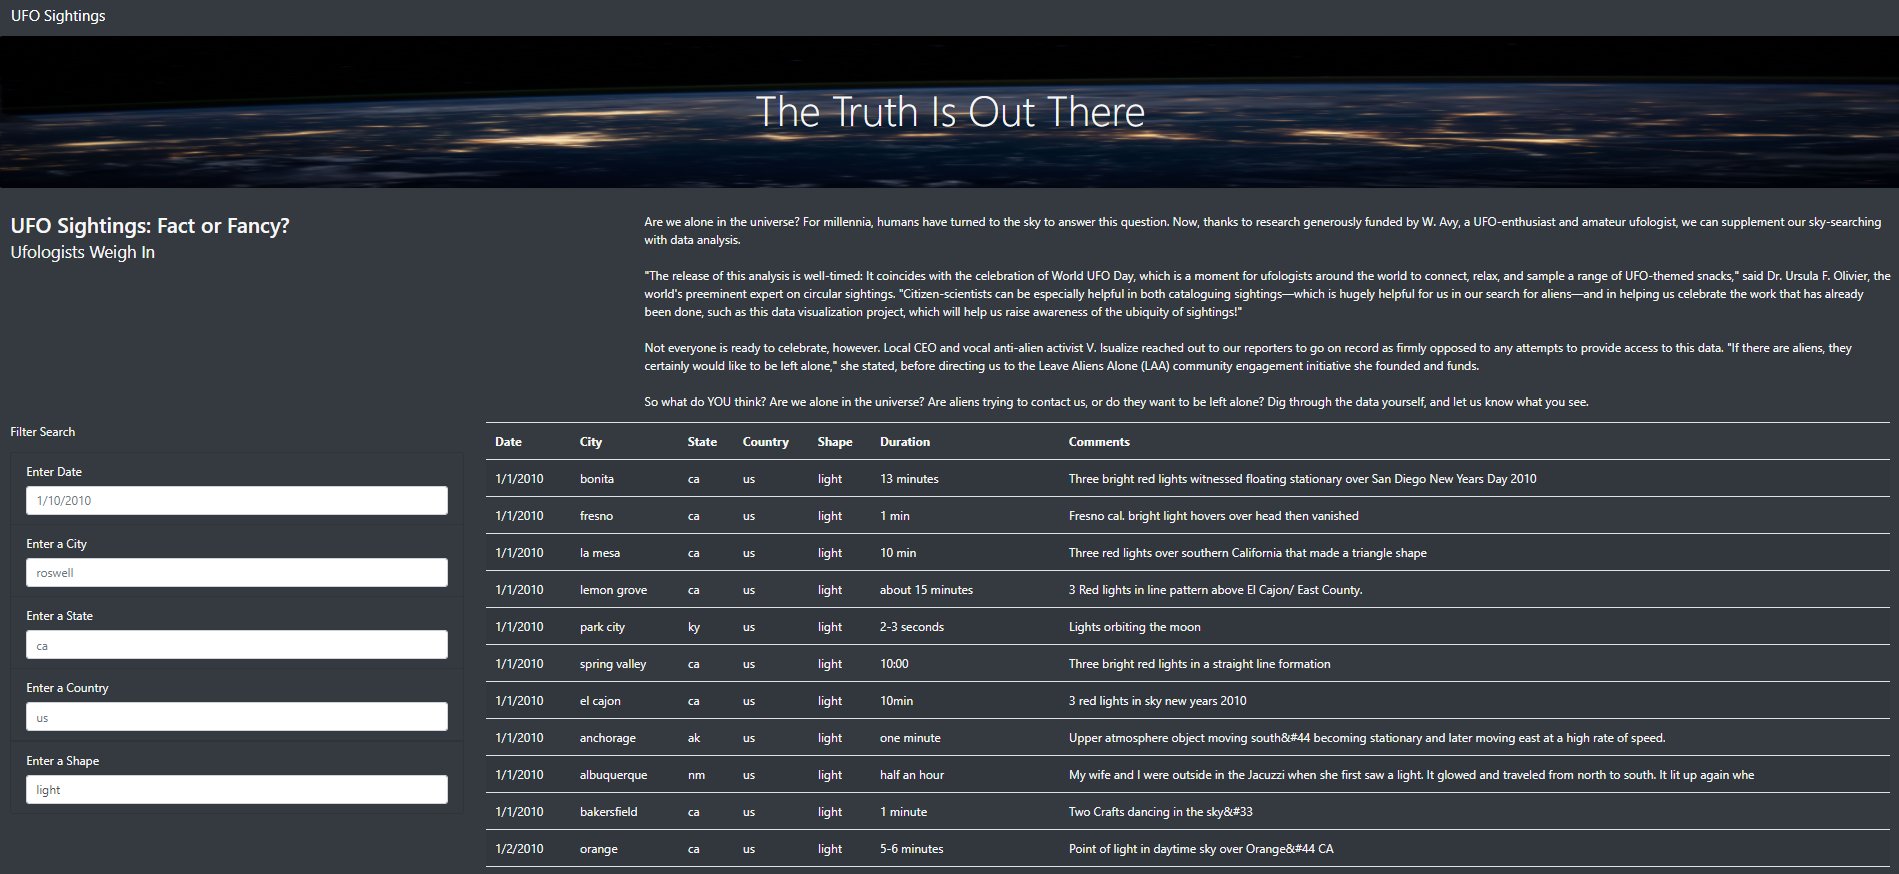 UFO Sightings
The Truth Is Out There
UFO Sightings: Fact or Fancy?
Ufologists Weigh In
Are we alone in the universe? For millennia, humans have turned to the sky to answer this question. Now, thanks to research generously funded by W. Avy, a UFO-enthusiast and amateur ufologist, we can supplement our sky-searching
with data analysis.
"The release of this analysis is well-timed: It coincides with the celebration of World UFO Day, which is a moment for ufologists around the world to connect, relax, and sample a range of UFO-themed snacks," said Dr. Ursula F. Olivier, the
world's preeminent expert on circular sightings. "Citizen-scientists can be especially helpful in both cataloguing sightings—which is hugely helpful for us in our search for aliens—and in helping us celebrate the work that has already
been done, such as this data visualization project, which will help us raise awareness of the ubiquity of sightings!"
Not everyone is ready to celebrate, however. Local CEO and vocal anti-alien activist V. Isualize reached out to our reporters to go on record as firmly opposed to any attempts to provide access to this data. "If there are aliens, they
certainly would like to be left alone," she stated, before directing us to the Leave Aliens Alone (LAA) community engagement initiative she founded and funds.
So what do YOU think? Are we alone in the universe? Are aliens trying to contact us, or do they want to be left alone? Dig through the data yourself, and let us know what you see.
Filter Search
Enter Date
1/10/2010
Enter a City
roswell
Enter a State
ca
Enter a Country
us
Enter a Shape
light
Date City State Country Shape Duration Comments
1/1/2010 bonita ca us light 13 minutes Three bright red lights witnessed floating stationary over San Diego New Years Day 2010
1/1/2010 fresno ca us light 1 min Fresno cal. bright light hovers over head then vanished
1/1/2010 la mesa ca us light 10 min Three red lights over southern California that made a triangle shape
1/1/2010 lemon grove ca us light about 15 minutes 3 Red lights in line pattern above El Cajon/ East County.
1/1/2010 park city ky us light 2-3 seconds Lights orbiting the moon
1/1/2010 spring valley ca us light 10:00 Three bright red lights in a straight line formation
1/1/2010 el cajon ca us light 10min 3 red lights in sky new years 2010
1/1/2010 anchorage ak us light one minute Upper atmosphere object moving south&#44 becoming stationary and later moving east at a high rate of speed.
1/1/2010 albuquerque nm us light half an hour My wife and I were outside in the Jacuzzi when she first saw a light. It glowed and traveled from north to south. It lit up again whe
1/1/2010 bakersfield ca us light 1 minute Two Crafts dancing in the sky&#33
1/2/2010 orange ca us light 5-6 minutes Point of light in daytime sky over Orange&#44 CA